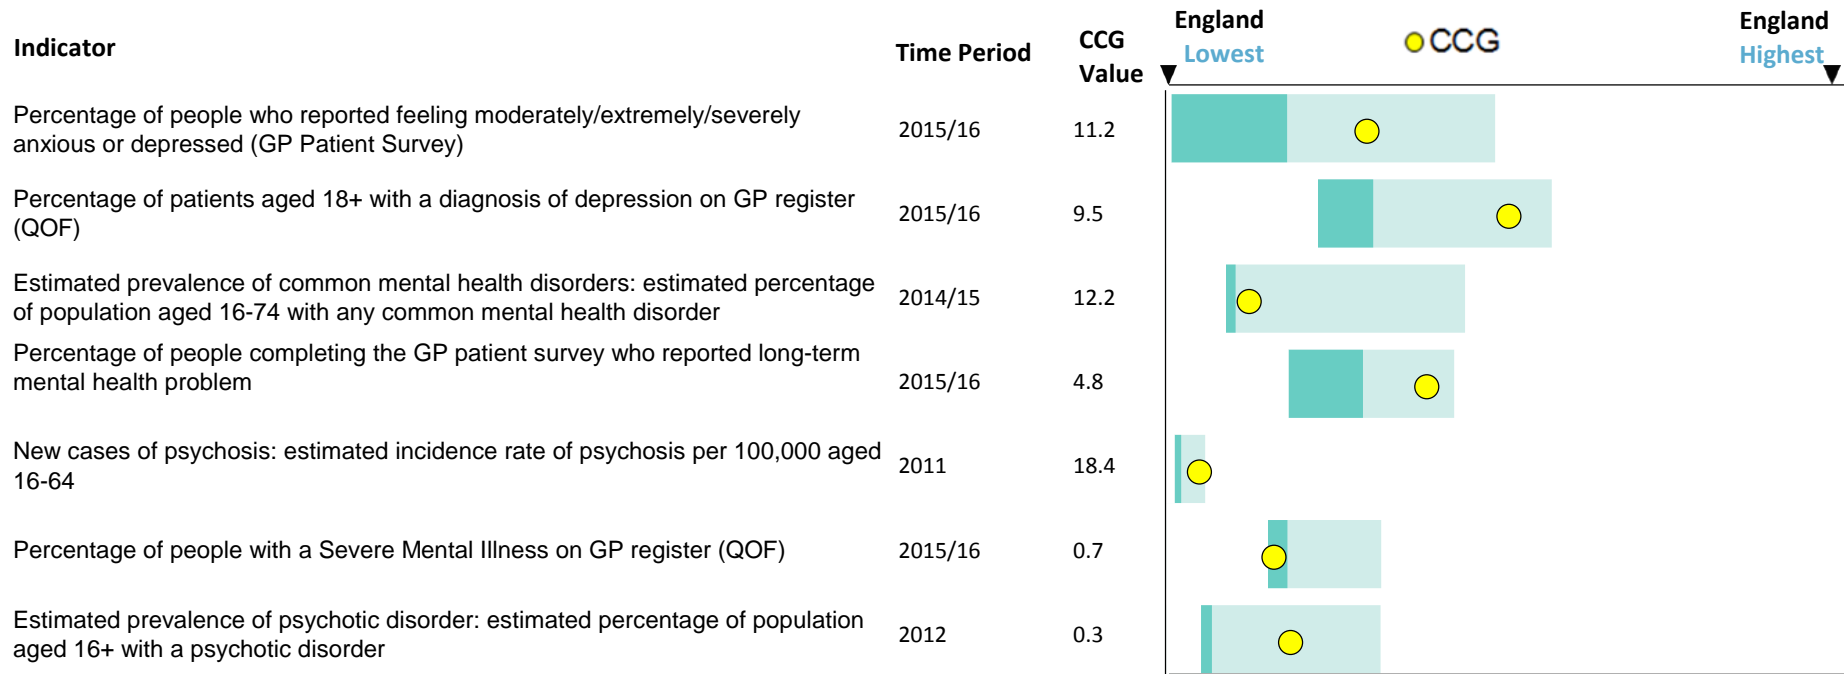 Indicator
Time Period
CCG
Value
England
Lowest
CCG
England
Highest
Percentage of people who reported feeling moderately/extremely/severely
anxious or depressed (GP Patient Survey)
2015/16
11.2
Percentage of patients aged 18+ with a diagnosis of depression on GP register
(QOF)
2015/16
9.5
Estimated prevalence of common mental health disorders: estimated percentage
of population aged 16-74 with any common mental health disorder
2014/15
12.2
Percentage of people completing the GP patient survey who reported long-term
mental health problem
2015/16
4.8
New cases of psychosis: estimated incidence rate of psychosis per 100,000 aged
16-64
2011
18.4
Percentage of people with a Severe Mental Illness on GP register (QOF)
2015/16
0.7
Estimated prevalence of psychotic disorder: estimated percentage of population
aged 16+ with a psychotic disorder
2012
0.3